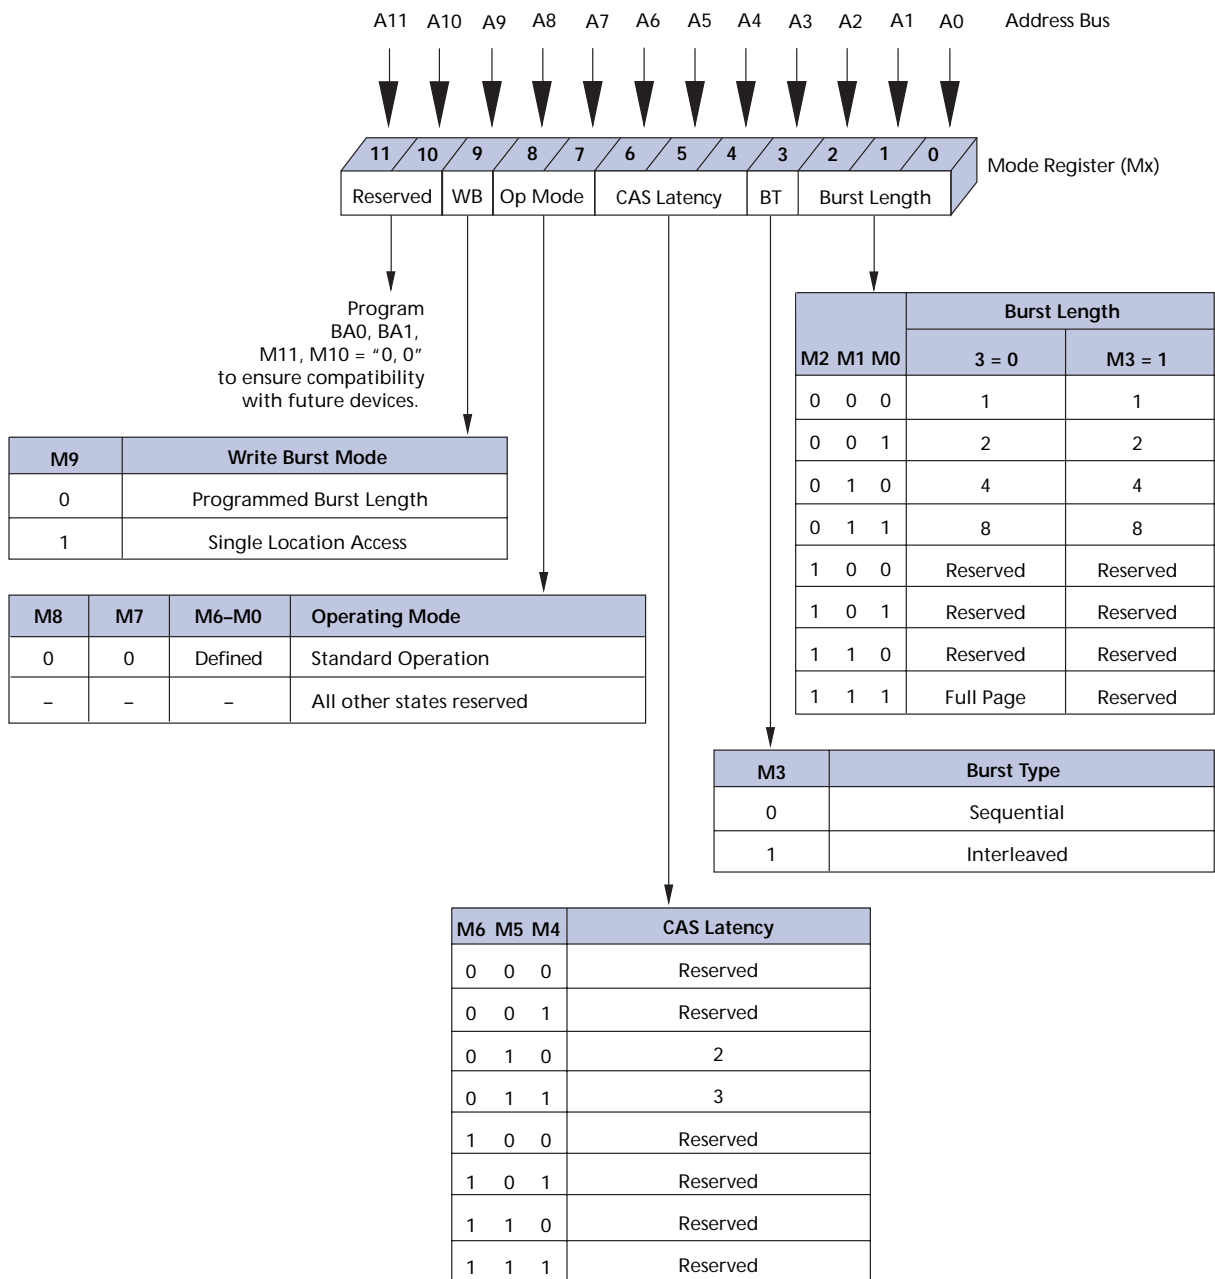 A11 A10 A9 A8 A7 A6 A5 A4 A3 A2 A1 A0 Address Bus
11 10 9 8 7 6 5 4 3 2 1 0
Mode Register (Mx)
Reserved WB Op Mode CAS Latency BT Burst Length
Program
BA0, BA1,
M11, M10 = “0, 0”
to ensure compatibility
with future devices.
Burst Length
M2 M1 M0 3 = 0 M3 = 1
0 0 0 1 1
0 0 1 2 2
0 1 0 4 4
0 1 1 8 8
1 0 0 Reserved Reserved
1 0 1 Reserved Reserved
1 1 0 Reserved Reserved
1 1 1 Full Page Reserved
M9 Write Burst Mode
0 Programmed Burst Length
1 Single Location Access
M8 M7 M6–M0 Operating Mode
0 0 Defined Standard Operation
– – – All other states reserved
M3 Burst Type
0 Sequential
1 Interleaved
M6 M5 M4 CAS Latency
0 0 0 Reserved
0 0 1 Reserved
0 1 0 2
0 1 1 3
1 0 0 Reserved
1 0 1 Reserved
1 1 0 Reserved
1 1 1 Reserved